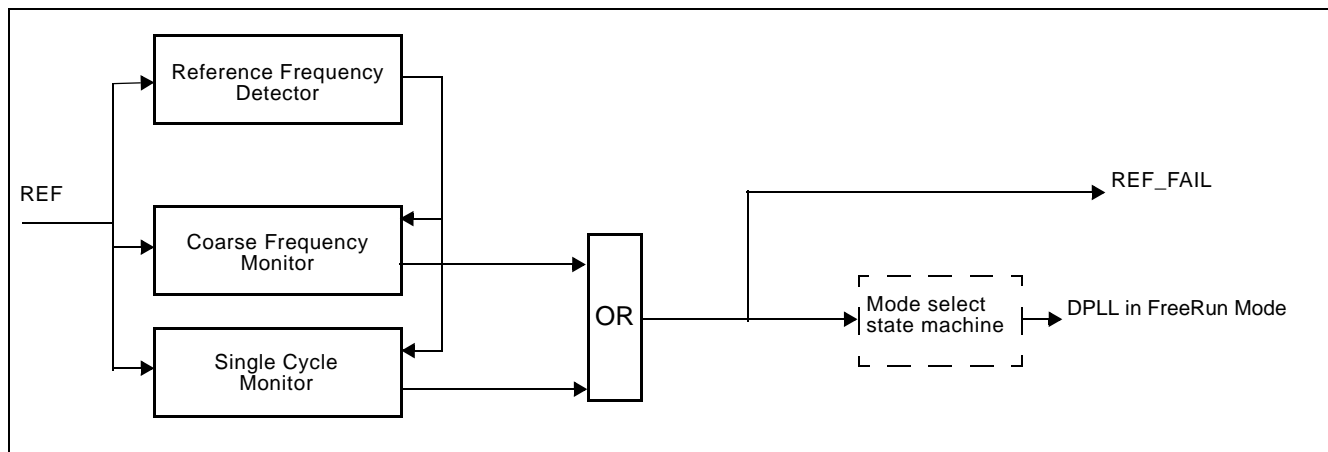 Reference Frequency
Detector
REF
REF_FAIL
Coarse Frequency
Monitor
OR
Mode select
state machine
DPLL in FreeRun Mode
Single Cycle
Monitor